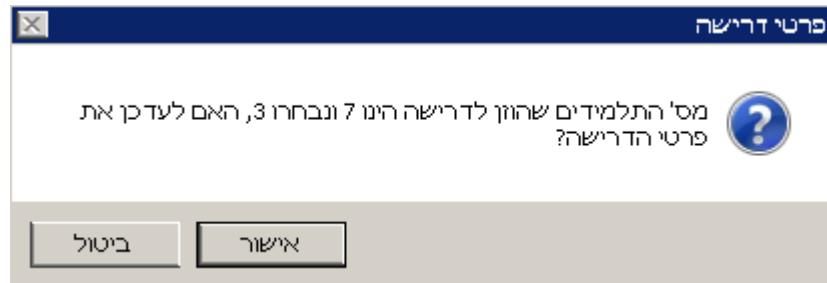 פרטי דרישה
מס' התלמידים שהוזן לדרישה הינו 7 ונבחרו 3, האם לעדכן את
פרטי הדרישה?
אישור
ביטול